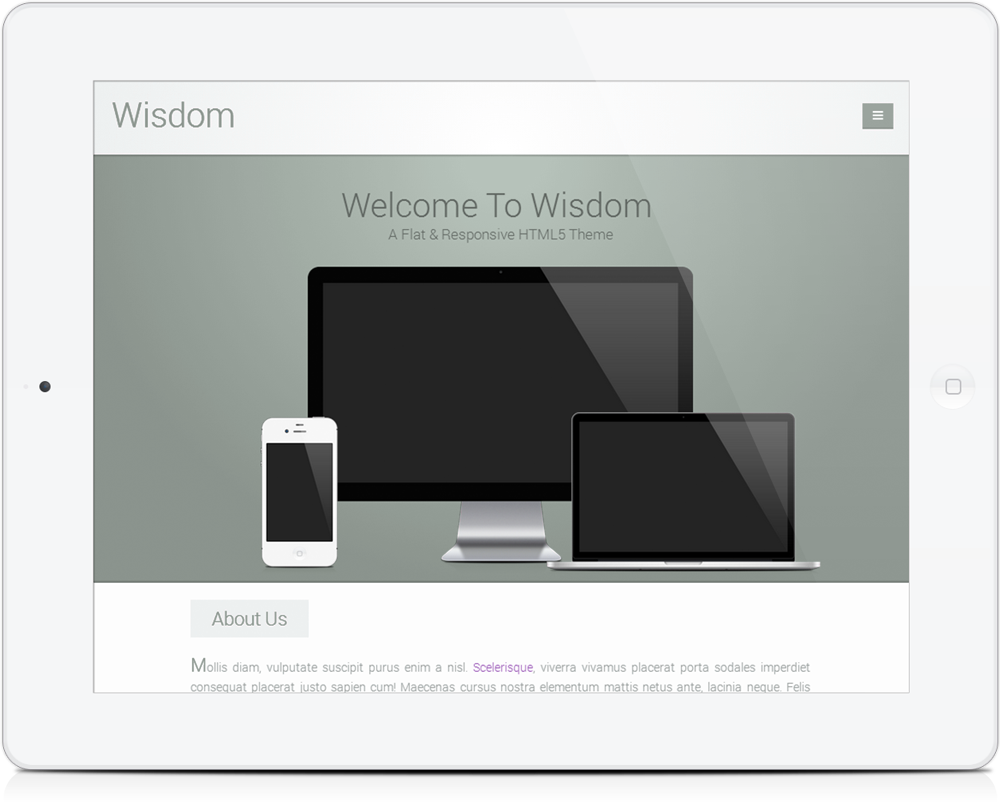 Wisdom
Welcome To Wisdom
A Flat & Responsive HTML5 Theme
About Us
Mollis diam, vulputate suscipit purus enim a nisl. Scelerisque, viverra vivamus placerat porta sodales imperdiet
consequat placerat justo sapien cum! Maecenas cursus nostra elementum mattis netus ante, lacinia neque. Felis